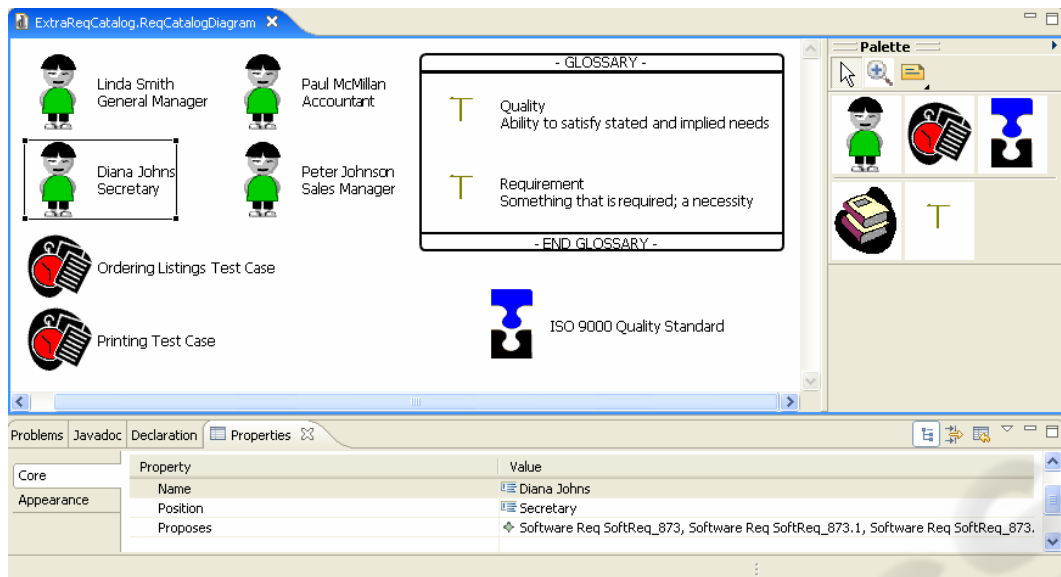 ExtraReqCatalog.ReqCatalogDiagram
Linda Smith
General Manager
Paul McMillan
Accountant
Diana Johns
Secretary
Peter Johnson
Sales Manager
Ordering Listings Test Case
Printing Test Case
- GLOSSARY -
Quality
Ability to satisfy stated and implied needs
Requirement
Something that is required; a necessity
- END GLOSSARY -
ISO 9000 Quality Standard
Palette
Problems Javadoc Declaration Properties
Core
Appearance
Property Value
Name Diana Johns
Position Secretary
Proposes Software Req SoftReq_873, Software Req SoftReq_873.1, Software Req SoftReq_873.